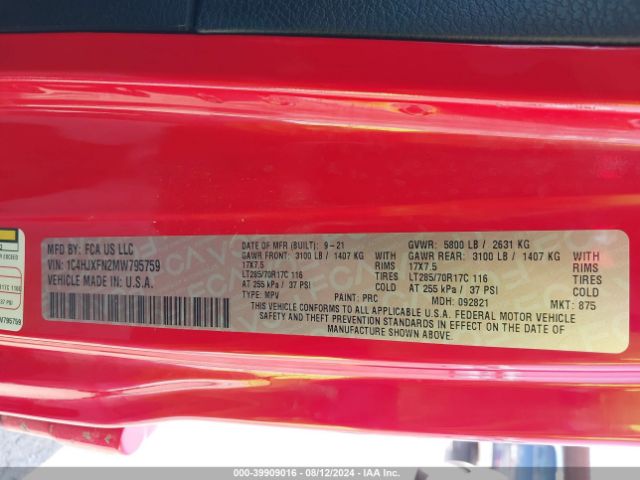 MFD BY: FCA US LLC
VIN: 1C4HJXFN2MW795759
VEHICLE MADE IN: U.S.A.
DATE OF MFR (BUILT): 9-21
GAWR FRONT: 3100 LB / 1407 KG WITH
17X7.5 RIMS
LT285/70R17C 116 TIRES
AT 255 kPa / 37 PSI COLD
TYPE: MPV PAINT: PRC
GVWR: 5800 LB / 2631 KG
GAWR REAR: 3100 LB / 1407 KG WITH
17X7.5 RIMS
LT285/70R17C 116 TIRES
AT 255 kPa / 37 PSI COLD
MDH: 092821 MKT: 875
THIS VEHICLE CONFORMS TO ALL APPLICABLE U.S.A. FEDERAL MOTOR VEHICLE
SAFETY AND THEFT PREVENTION STANDARDS IN EFFECT ON THE DATE OF
MANUFACTURE SHOWN ABOVE.
000-39909016 - 08/12/2024 - IAA Inc.